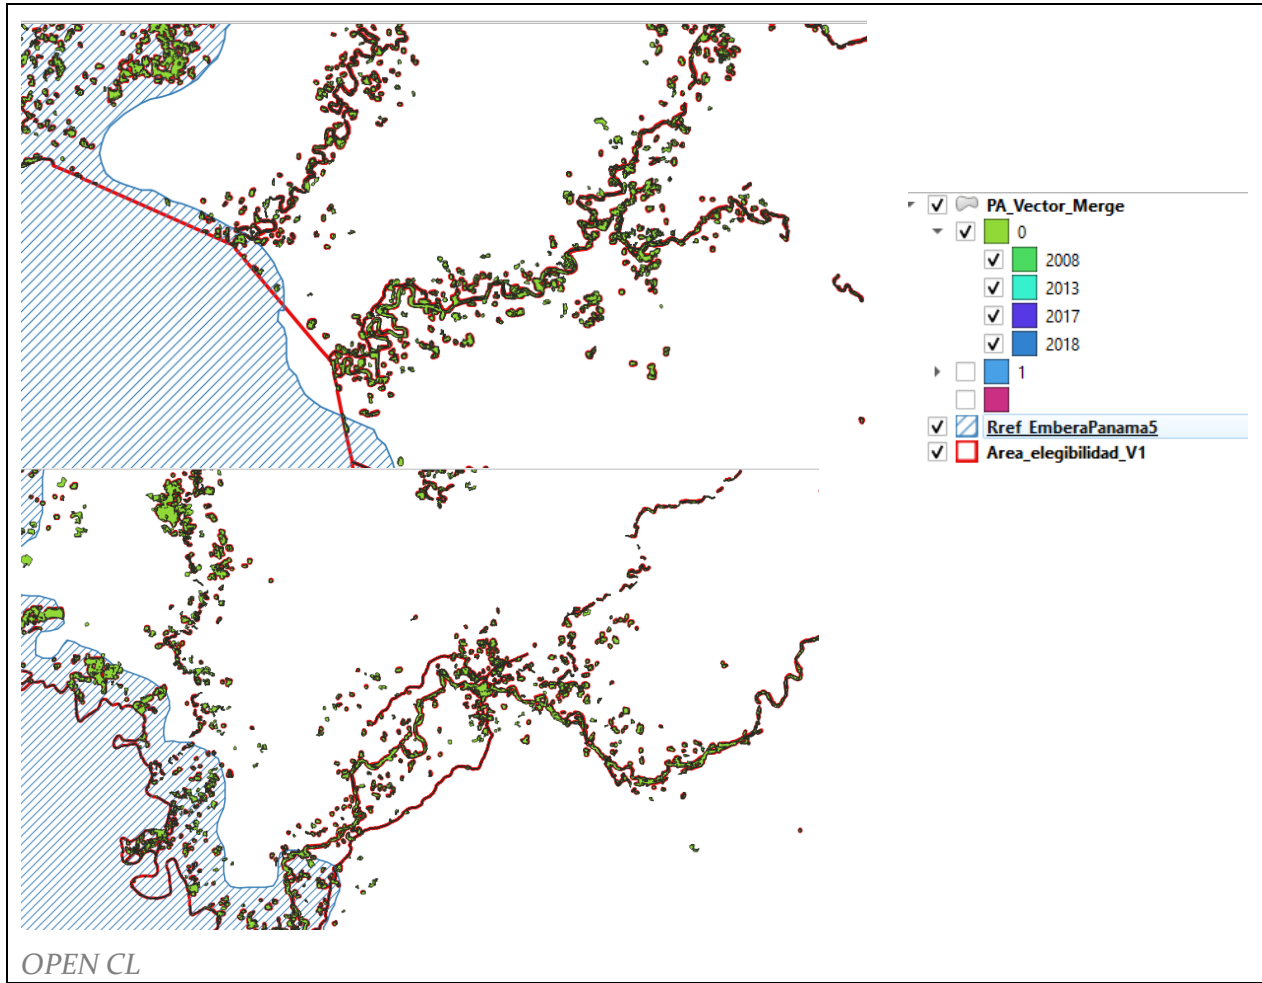 PA_Vector_Merge
0
2008
2013
2017
2018
1
Rref_EmberaPanama5
Area_elegibilidad_V1
OPEN CL